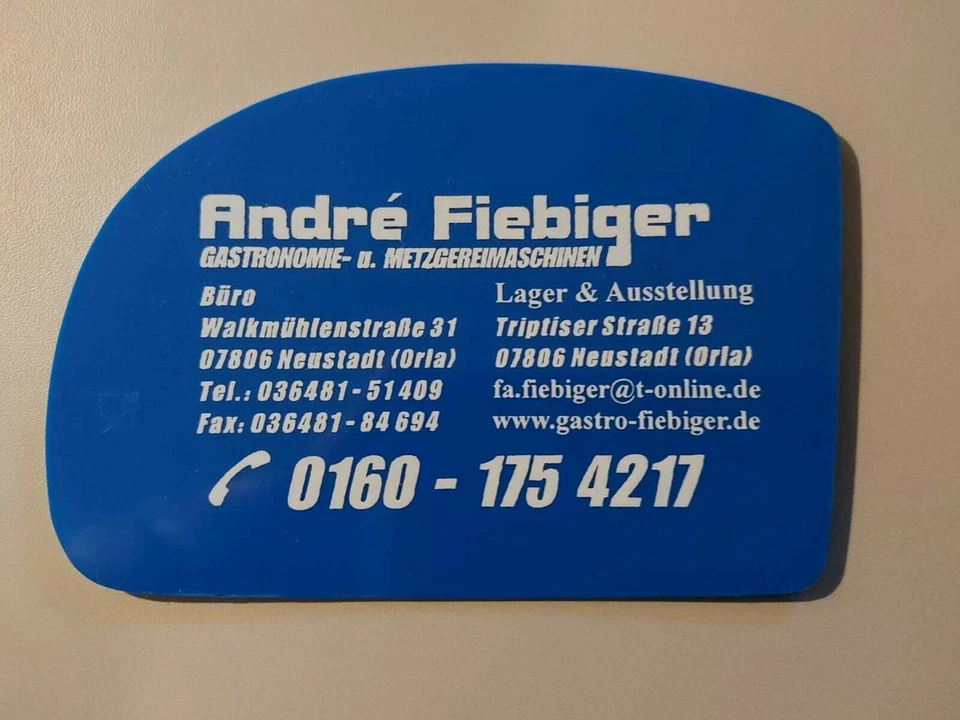 André Fiebiger
GASTRONOMIE- u. METZGEREIMASCHINEN
Büro
Walkmühlenstraße 31
07806 Neustadt (Orla)
Tel.: 036481 - 51 409
Fax: 036481 - 84 694
Lager & Ausstellung
Triptiser Straße 13
07806 Neustadt (Orla)
fa.fiebiger@t-online.de
www.gastro-fiebiger.de
0160 - 175 4217